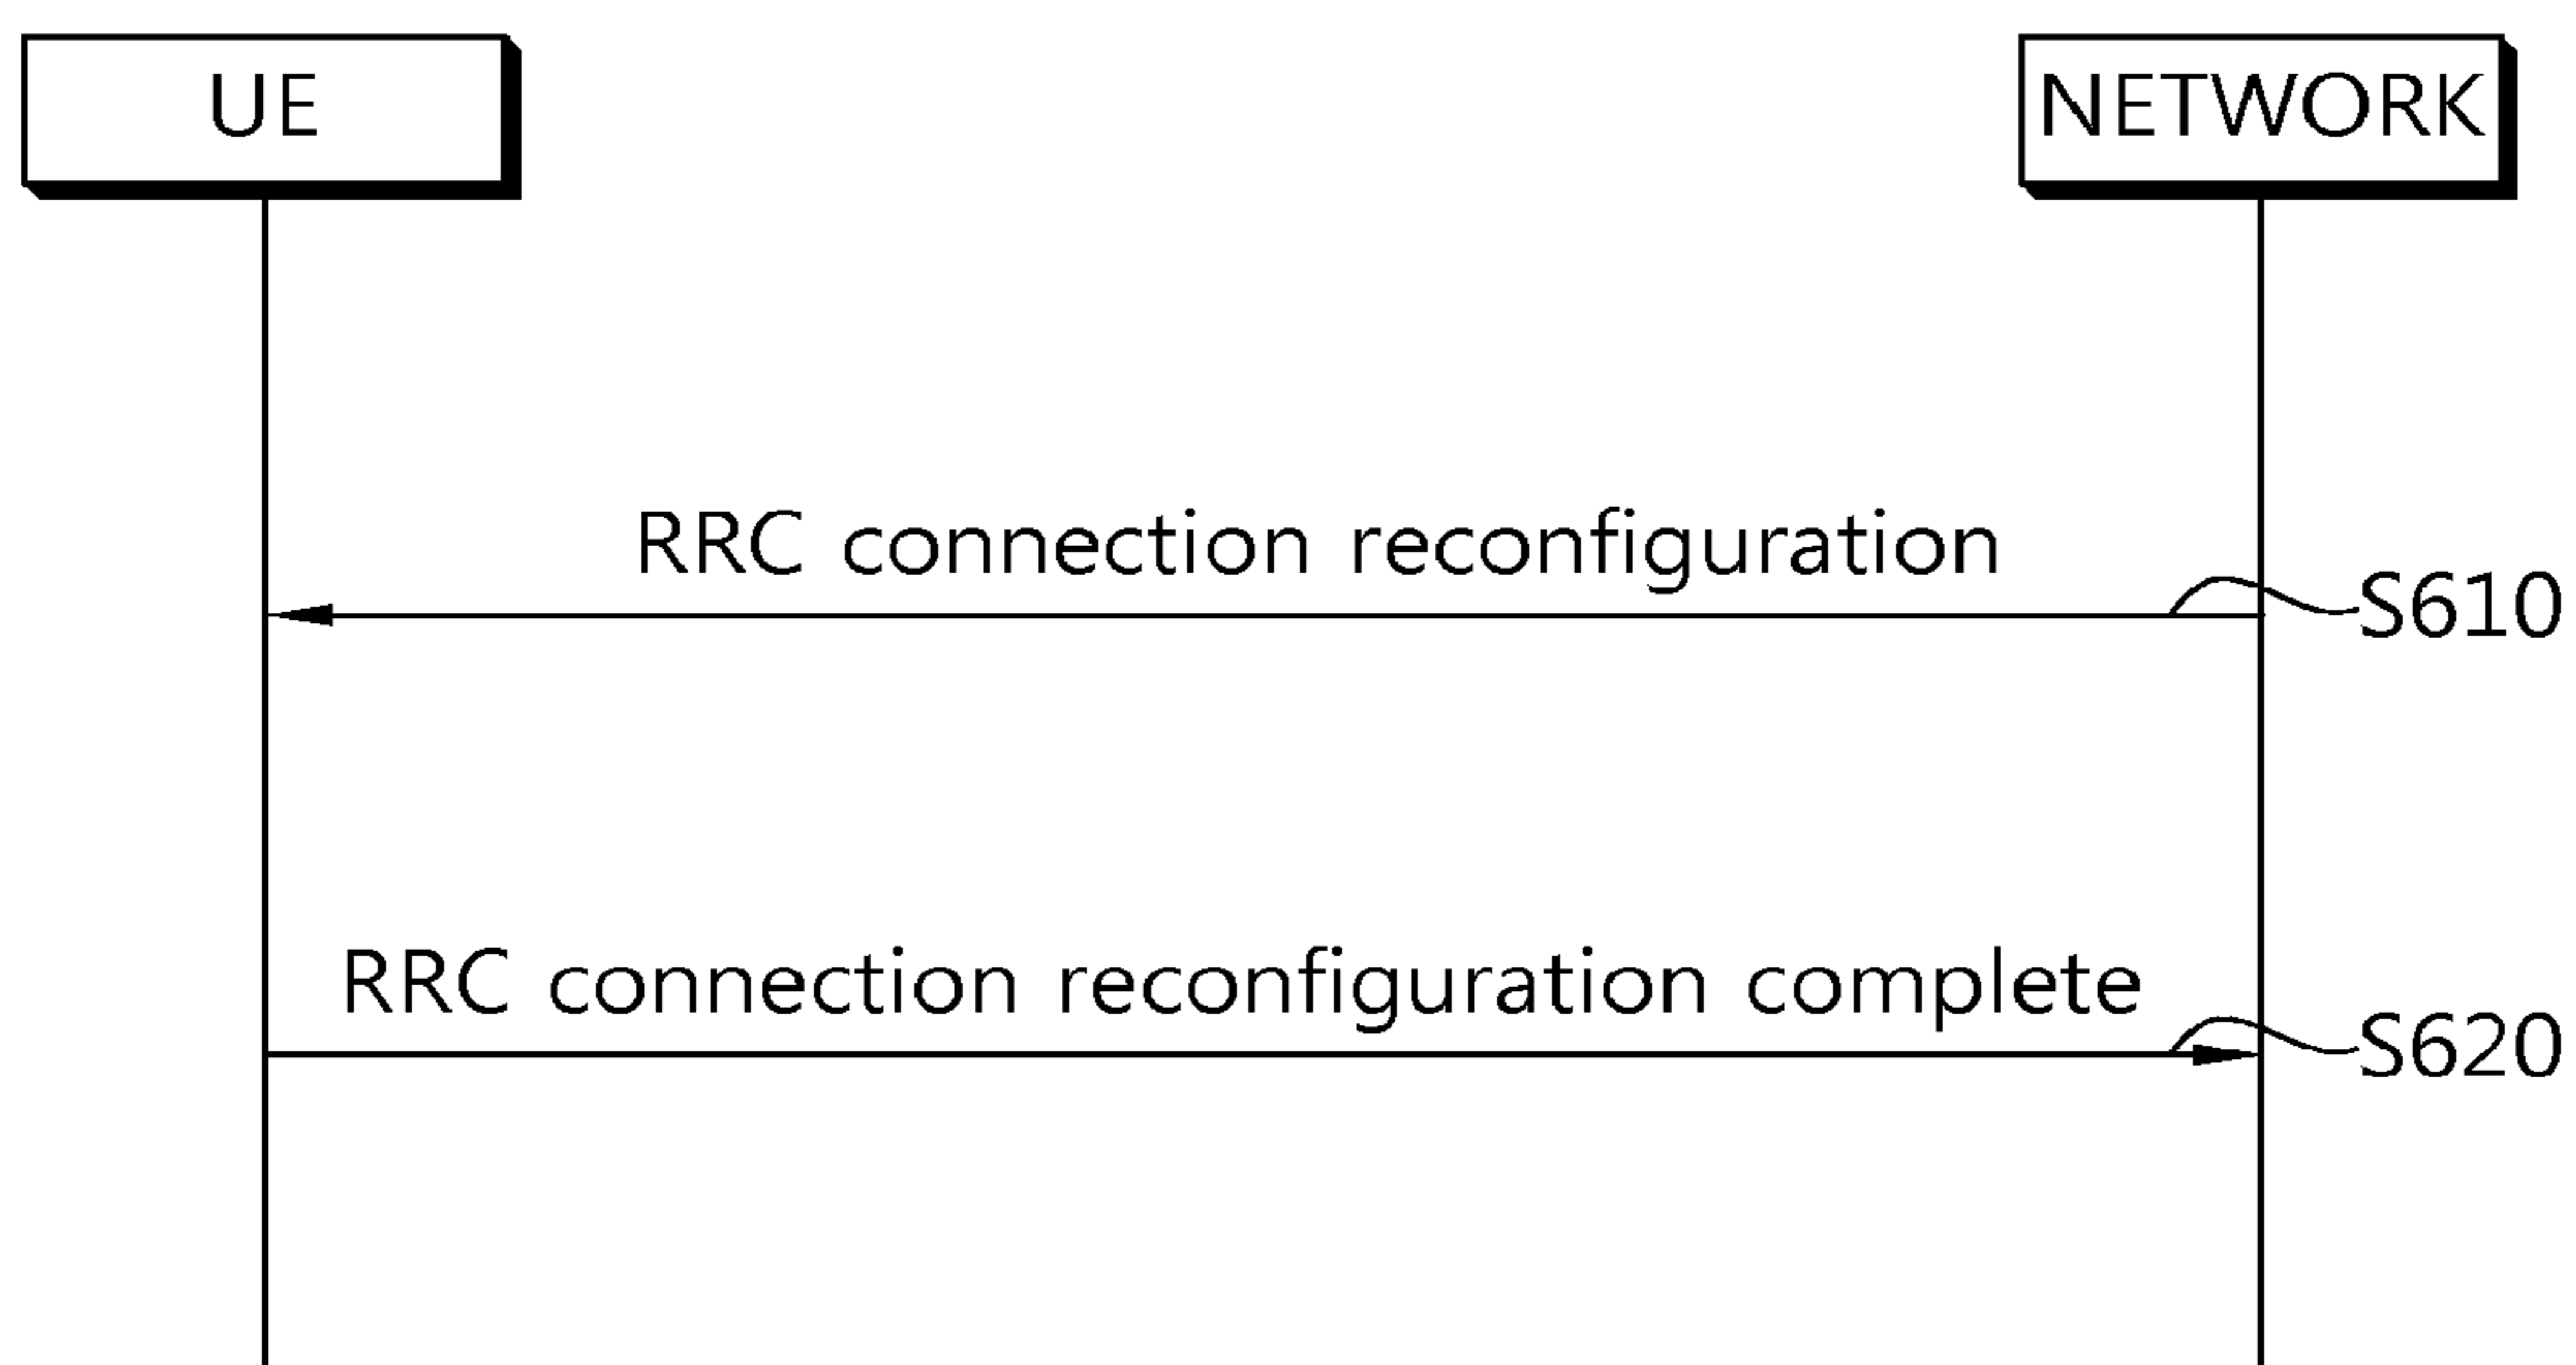 UE
NETWORK
RRC connection reconfiguration
S610
RRC connection reconfiguration complete
S620